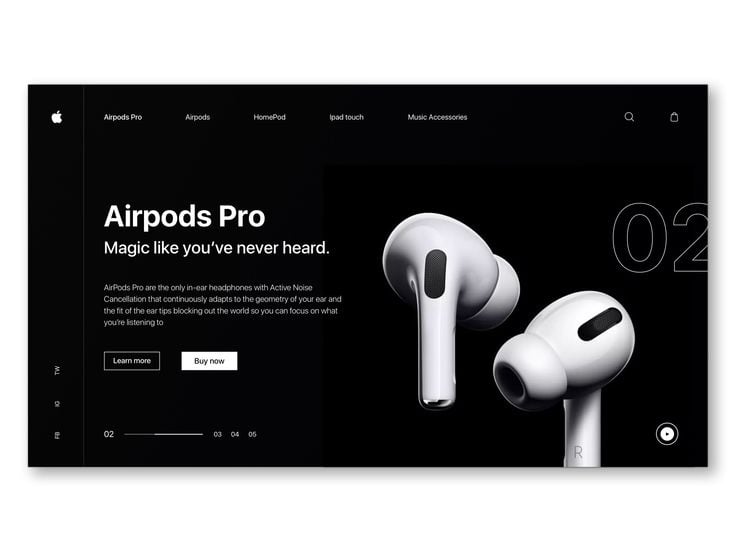 Airpods Pro
Airpods
HomePod
Ipad touch
Music Accessories
02
Airpods Pro
Magic like you've never heard.
AirPods Pro are the only in-ear headphones with Active Noise
Cancellation that continuously adapts to the geometry of your ear and
the fit of the ear tips blocking out the world so you can focus on what
you're listening to
Learn more
Buy now
TW
IG
FB
02
03
04
05
R